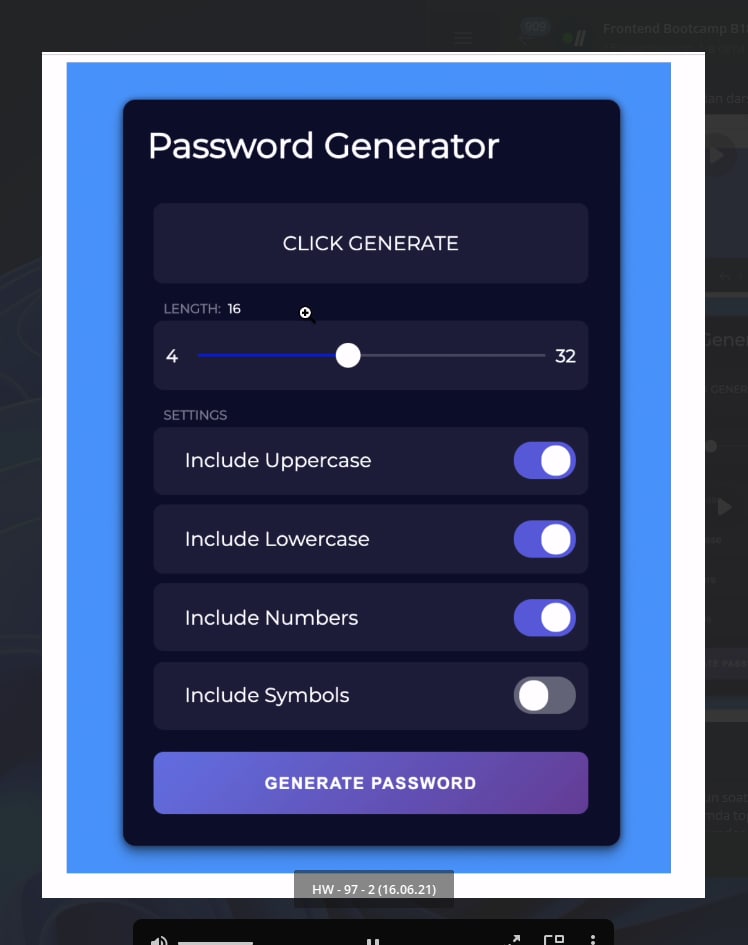 909
Frontend Bootcamp B1
Password Generator
CLICK GENERATE
LENGTH: 16
4
32
SETTINGS
Include Uppercase
Include Lowercase
Include Numbers
Include Symbols
GENERATE PASSWORD
HW - 97 - 2 (16.06.21)